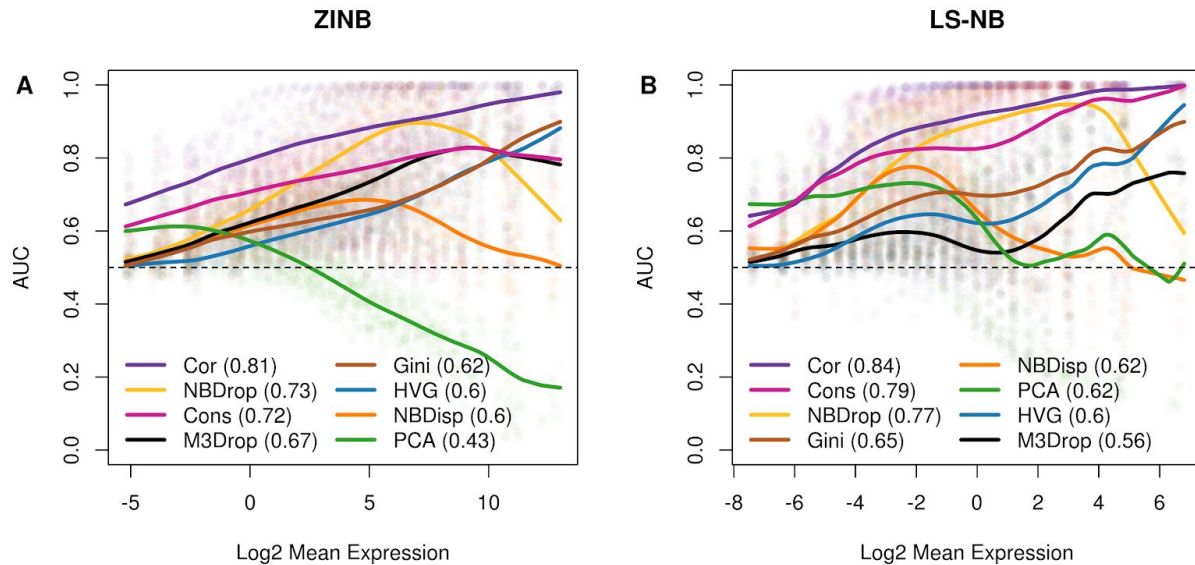 ZINB
A
AUC
1.0
0.8
0.6
0.4
0.2
0.0
Cor (0.81)
NBDrop (0.73)
Cons (0.72)
M3Drop (0.67)
Gini (0.62)
HVG (0.6)
NBDisp (0.6)
PCA (0.43)
-5 0 5 10
Log2 Mean Expression
LS-NB
B
AUC
1.0
0.8
0.6
0.4
0.2
0.0
Cor (0.84)
Cons (0.79)
NBDrop (0.77)
Gini (0.65)
NBDisp (0.62)
PCA (0.62)
HVG (0.6)
M3Drop (0.56)
-8 -6 -4 -2 0 2 4 6
Log2 Mean Expression